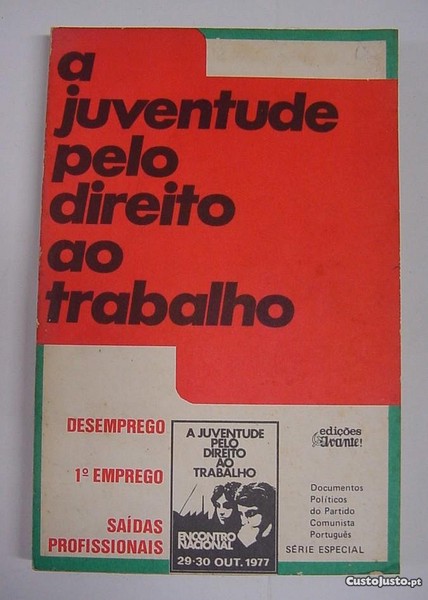 a
juventude
pelo
direito
ao
trabalho
DESEMPREGO
1º EMPREGO
SAÍDAS
PROFISSIONAIS
A JUVENTUDE
PELO
DIREITO
AO
TRABALHO
ENCONTRO
NACIONAL
29-30 OUT. 1977
edições
Avante!
Documentos
Políticos
do Partido
Comunista
Português
SÉRIE ESPECIAL
CustoJusto.pt